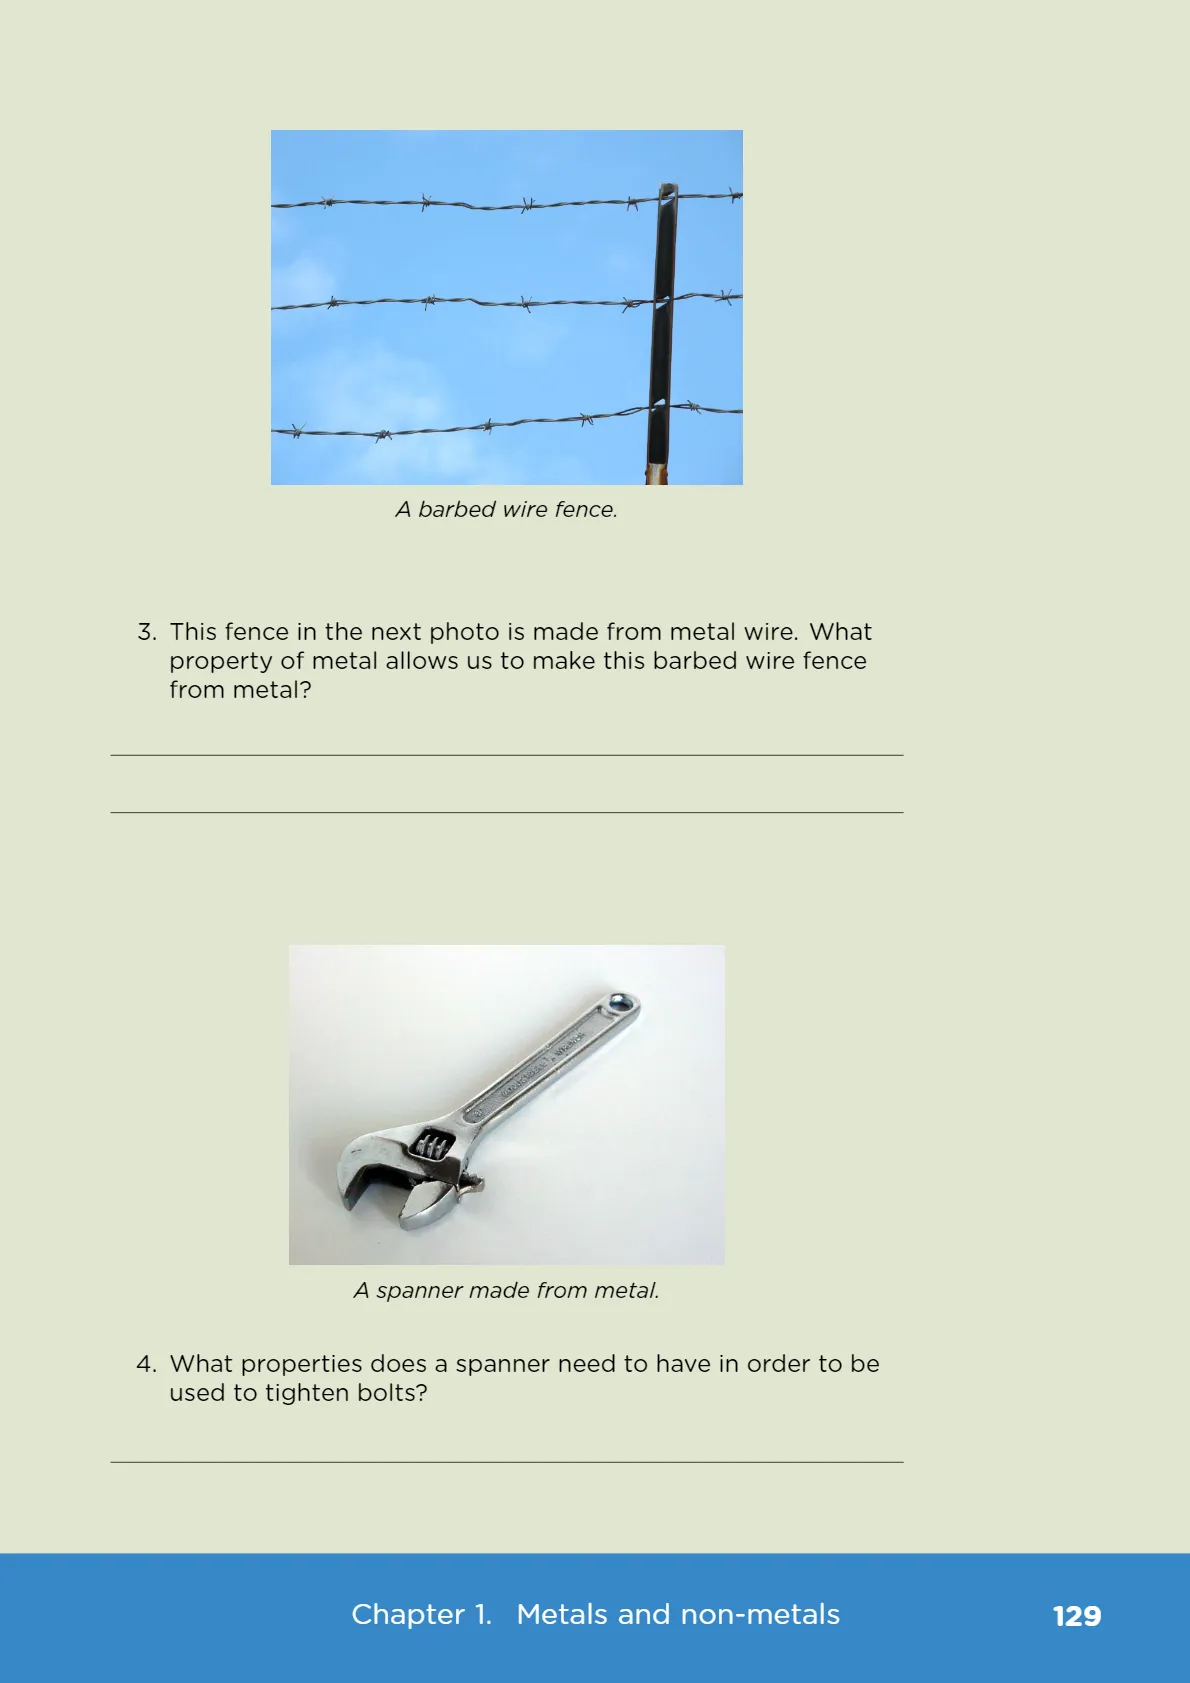 A barbed wire fence.
3. This fence in the next photo is made from metal wire. What
property of metal allows us to make this barbed wire fence
from metal?
A spanner made from metal.
4. What properties does a spanner need to have in order to be
used to tighten bolts?
Chapter 1. Metals and non-metals
129